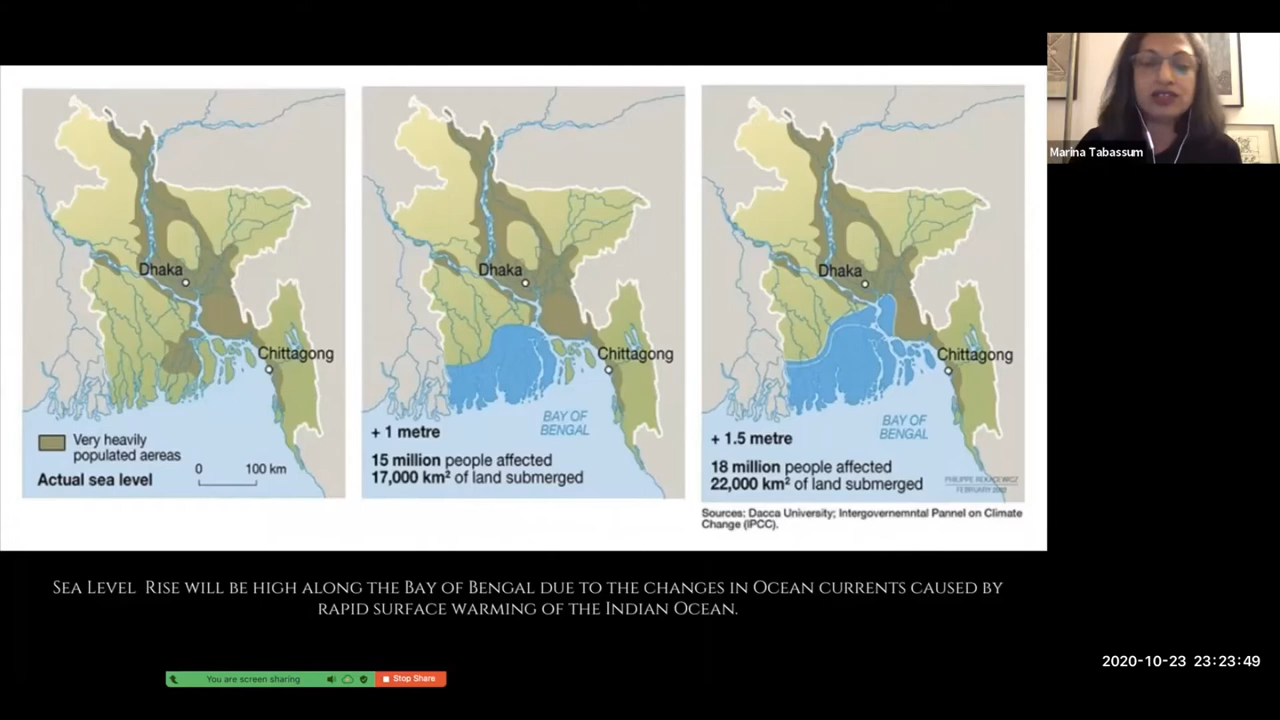 Marina Tabassum
Dhaka
Chittagong
Very heavily
populated aereas
0 100 km
Actual sea level
Dhaka
Chittagong
BAY OF
BENGAL
+ 1 metre
15 million people affected
17,000 km² of land submerged
Dhaka
Chittagong
BAY OF
BENGAL
+ 1.5 metre
18 million people affected
22,000 km² of land submerged
PHILIPPE REKACEWICZ
FEBRUARY
Sources: Dacca University; Intergovernemntal Pannel on Climate
Change (IPCC).
Sea Level Rise will be high along the Bay of Bengal due to the changes in Ocean currents caused by
rapid surface warming of the Indian Ocean.
2020-10-23 23:23:49
You are screen sharing
Stop Share